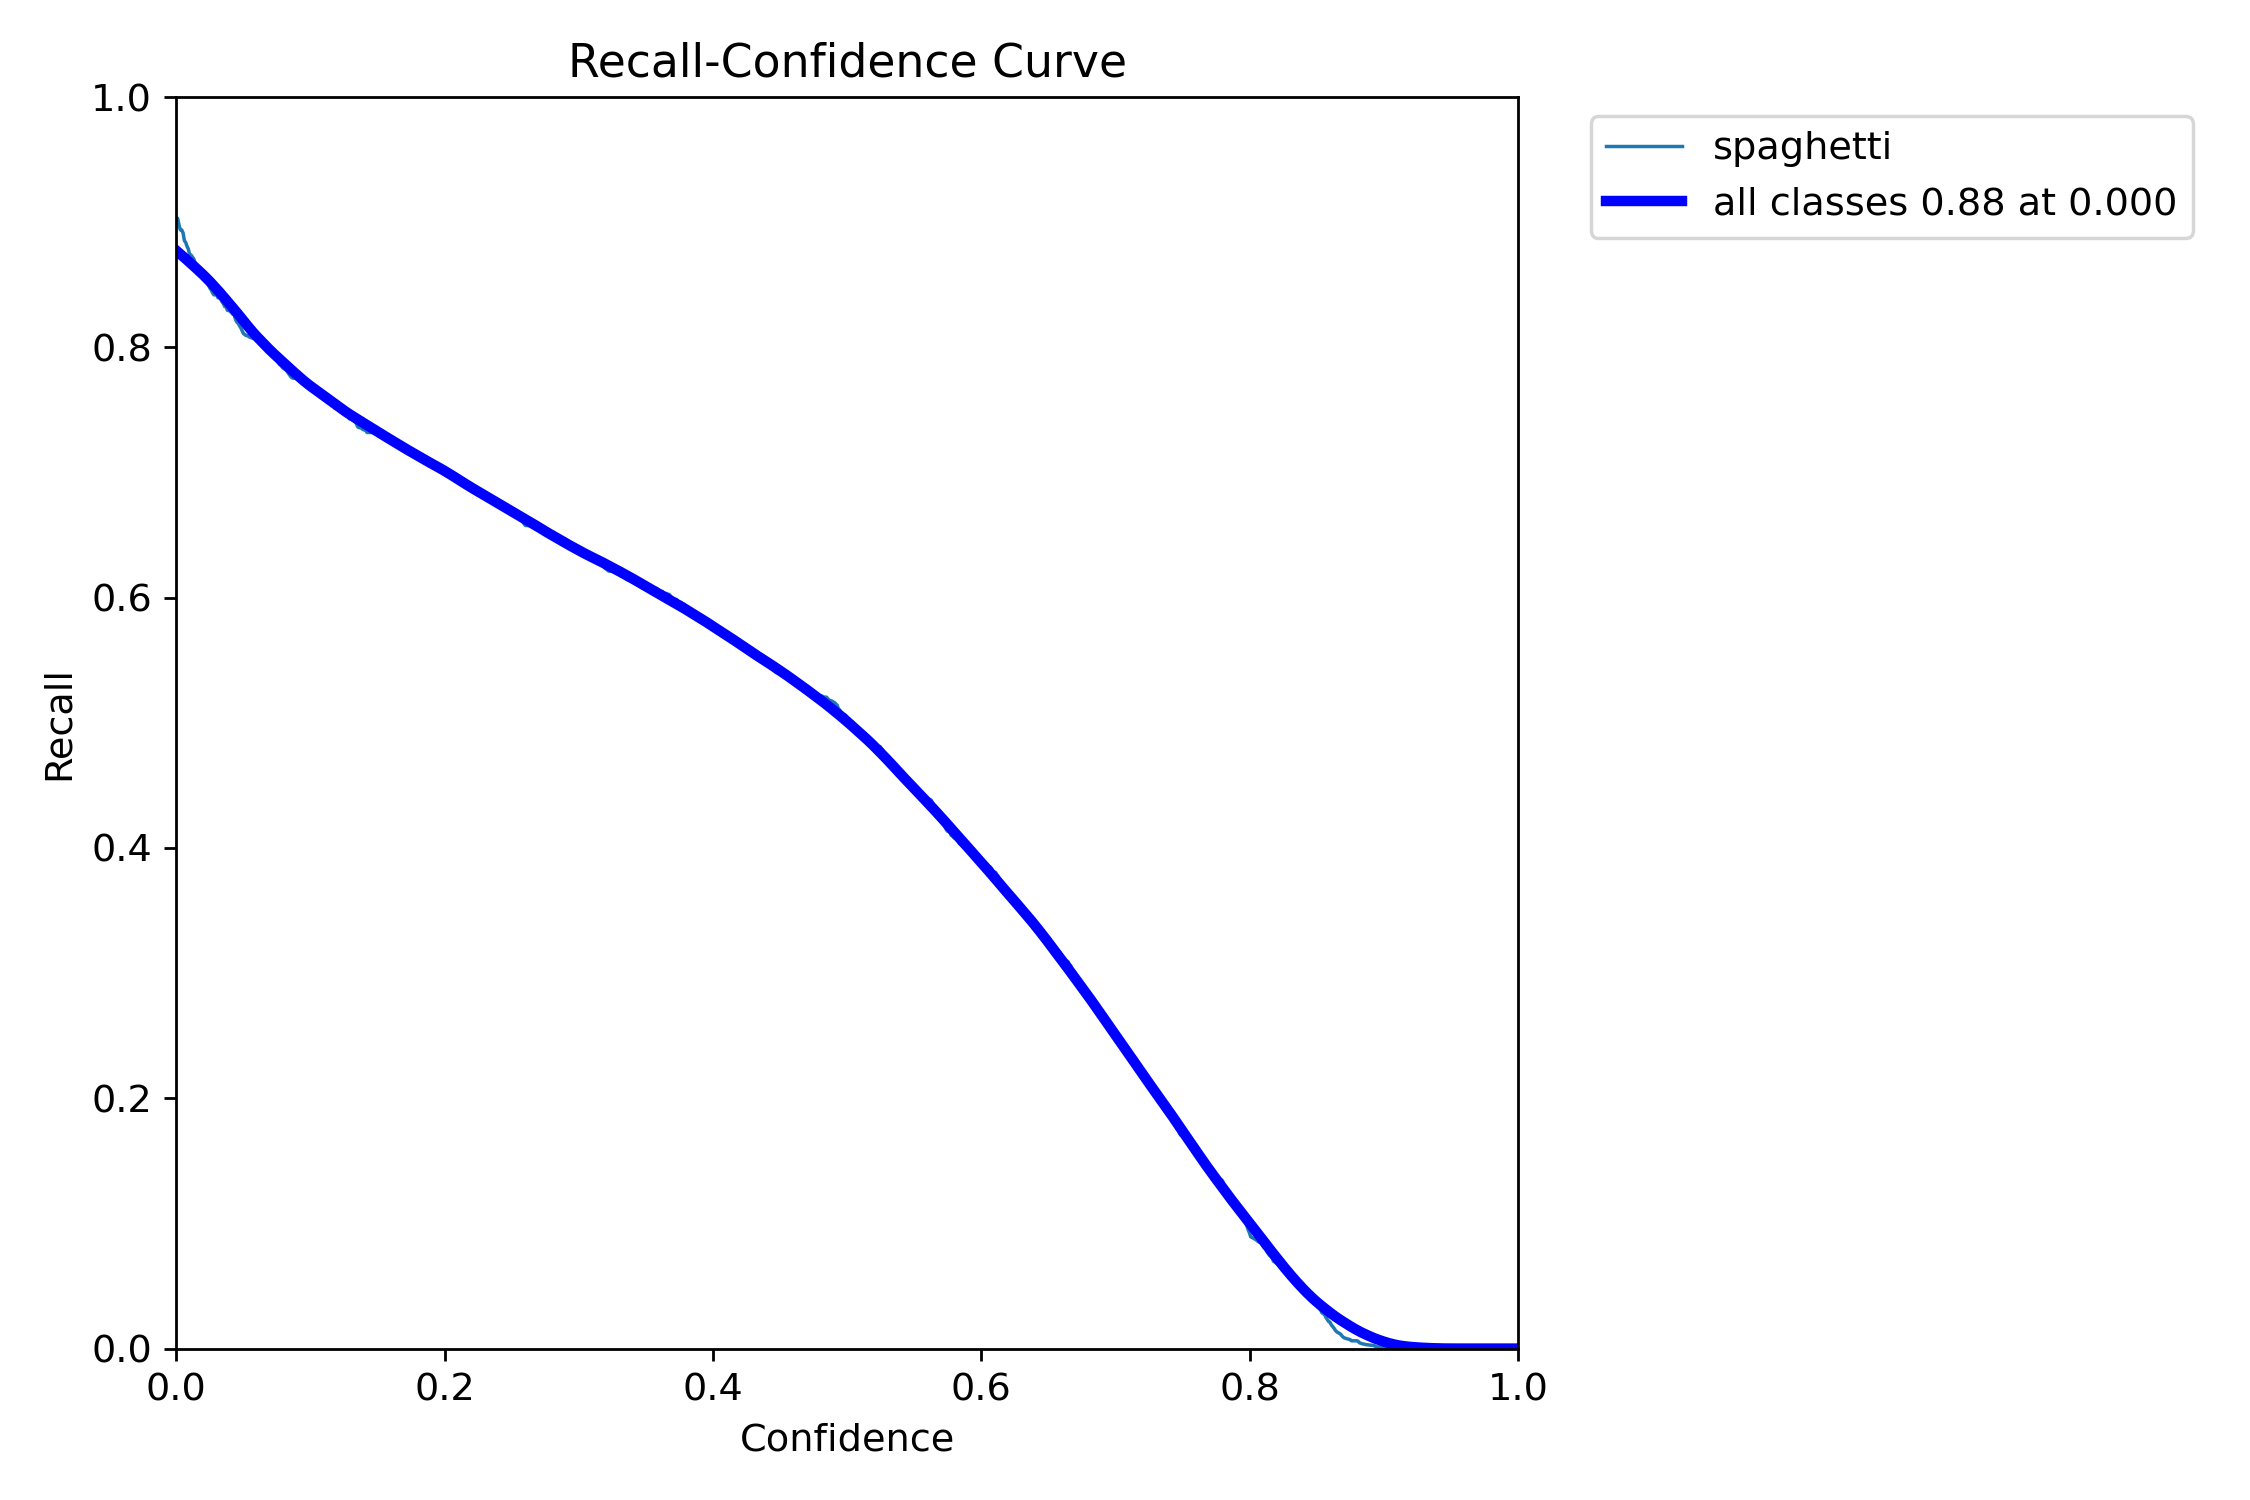 Recall-Confidence Curve
1.0
0.8
0.6
0.4
0.2
0.0
Recall
0.0 0.2 0.4 0.6 0.8 1.0
Confidence
spaghetti
all classes 0.88 at 0.000